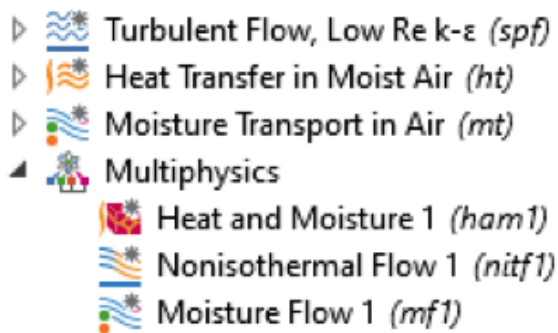 Turbulent Flow, Low Re k-ε (spf)
Heat Transfer in Moist Air (ht)
Moisture Transport in Air (mt)
Multiphysics
Heat and Moisture 1 (ham1)
Nonisothermal Flow 1 (nitf1)
Moisture Flow 1 (mf1)